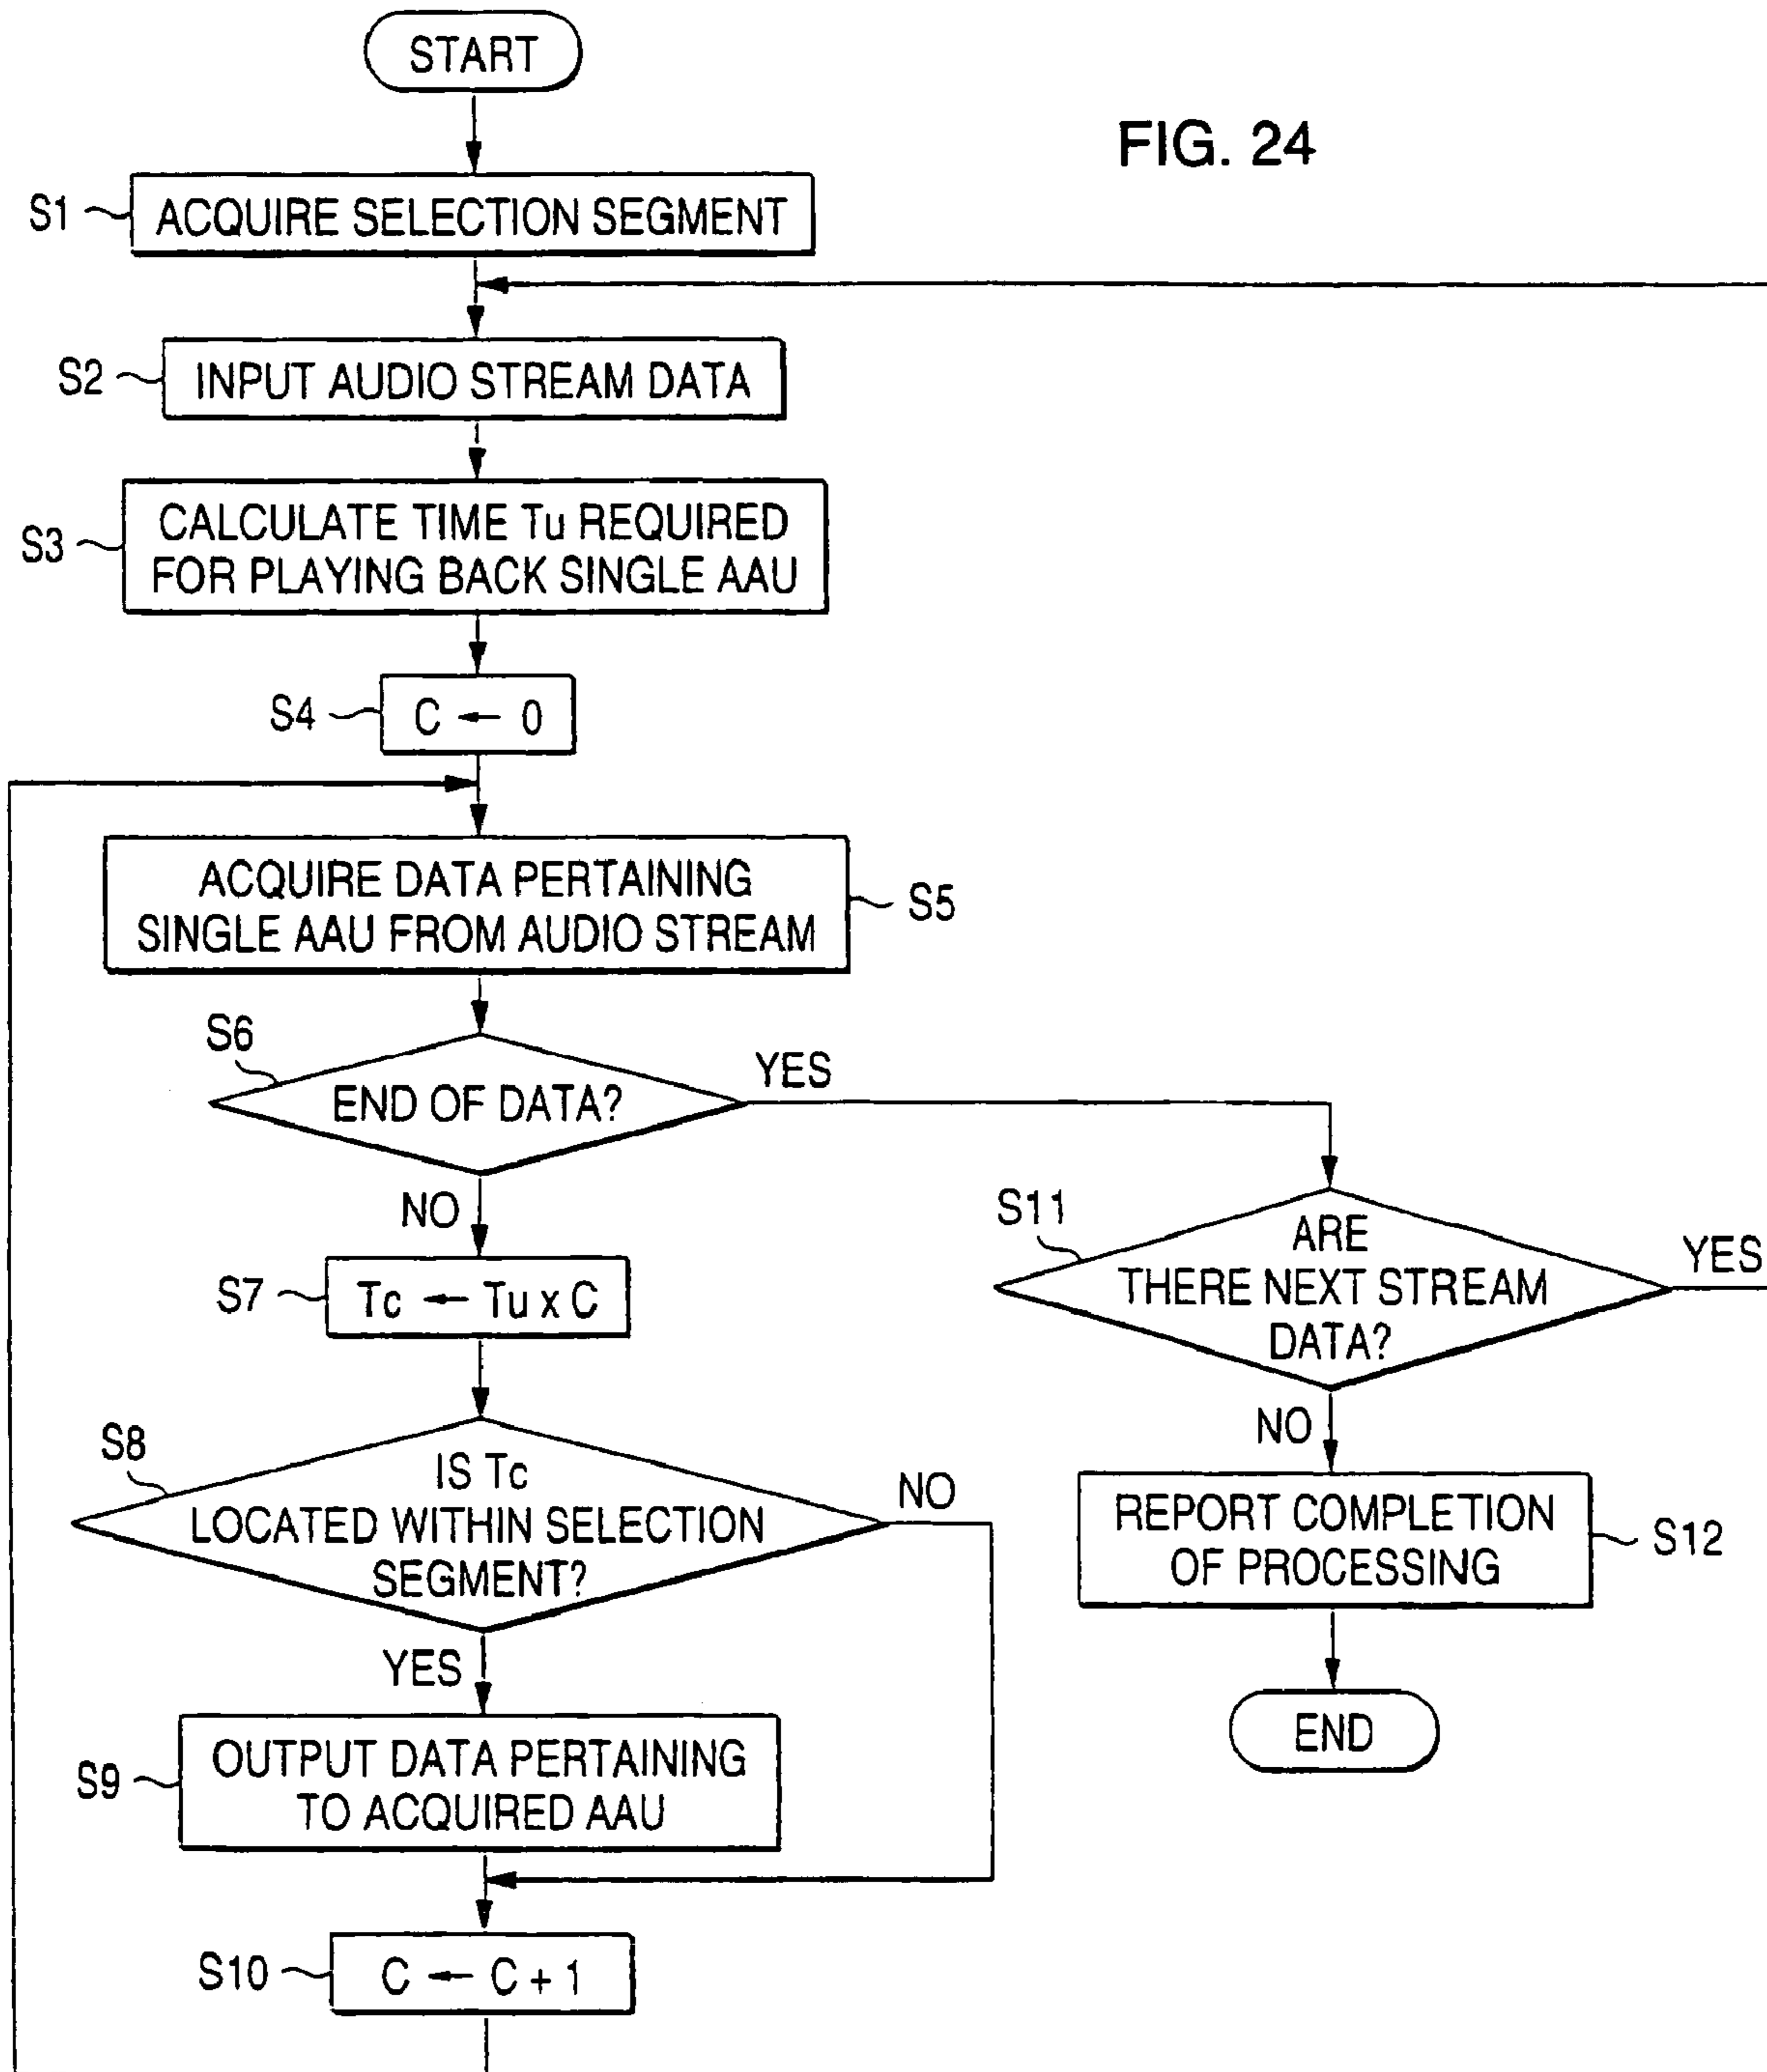 START
FIG. 24
S1
ACQUIRE SELECTION SEGMENT
S2
INPUT AUDIO STREAM DATA
S3
CALCULATE TIME Tu REQUIRED
FOR PLAYING BACK SINGLE AAU
S4
C ← 0
ACQUIRE DATA PERTAINING
SINGLE AAU FROM AUDIO STREAM
S5
S6
END OF DATA?
YES
NO
S7
Tc ← Tu x C
S8
IS Tc
LOCATED WITHIN SELECTION
SEGMENT?
NO
YES
S9
OUTPUT DATA PERTAINING
TO ACQUIRED AAU
S10
C ← C + 1
S11
ARE
THERE NEXT STREAM
DATA?
YES
NO
REPORT COMPLETION
OF PROCESSING
S12
END